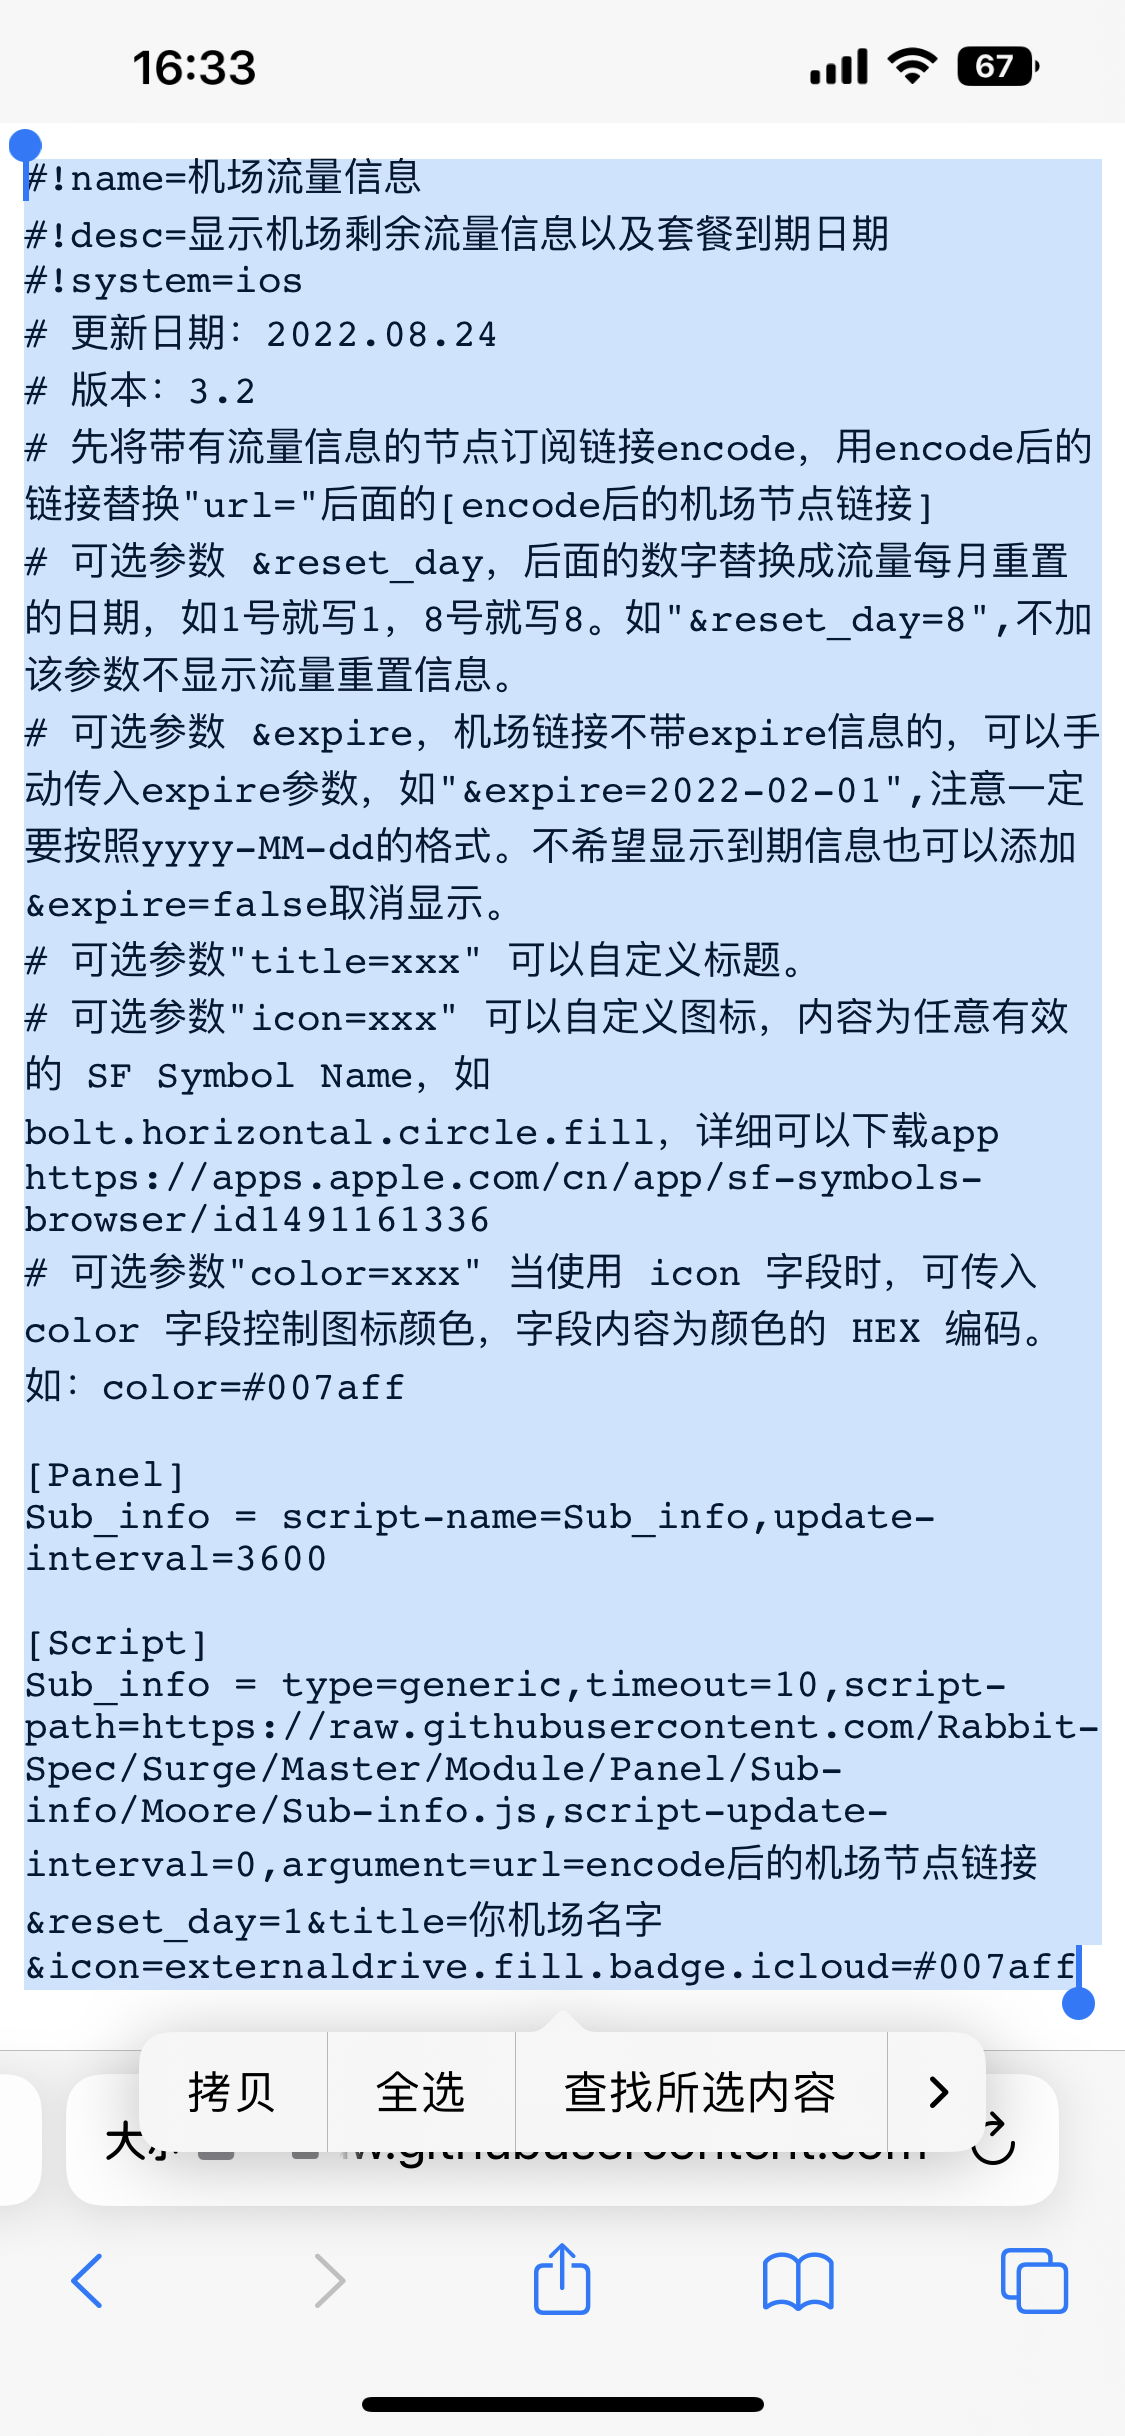 16:33
67
#!name=机场流量信息
#!desc=显示机场剩余流量信息以及套餐到期日期
#!system=ios
# 更新日期：2022.08.24
# 版本：3.2
# 先将带有流量信息的节点订阅链接encode，用encode后的
链接替换"url="后面的[encode后的机场节点链接]
# 可选参数 &reset_day，后面的数字替换成流量每月重置
的日期，如1号就写1，8号就写8。如"&reset_day=8",不加
该参数不显示流量重置信息。
# 可选参数 &expire，机场链接不带expire信息的，可以手
动传入expire参数，如"&expire=2022-02-01",注意一定
要按照yyyy-MM-dd的格式。不希望显示到期信息也可以添加
&expire=false取消显示。
# 可选参数"title=xxx" 可以自定义标题。
# 可选参数"icon=xxx" 可以自定义图标，内容为任意有效
的 SF Symbol Name，如
bolt.horizontal.circle.fill，详细可以下载app
https://apps.apple.com/cn/app/sf-symbols-
browser/id1491161336
# 可选参数"color=xxx" 当使用 icon 字段时，可传入
color 字段控制图标颜色，字段内容为颜色的 HEX 编码。
如：color=#007aff
[Panel]
Sub_info = script-name=Sub_info,update-
interval=3600
[Script]
Sub_info = type=generic,timeout=10,script-
path=https://raw.githubusercontent.com/Rabbit-
Spec/Surge/Master/Module/Panel/Sub-
info/Moore/Sub-info.js,script-update-
interval=0,argument=url=encode后的机场节点链接
&reset_day=1&title=你机场名字
&icon=externaldrive.fill.badge.icloud=#007aff
拷贝 全选 查找所选内容
大小 w.githubusercontent.com